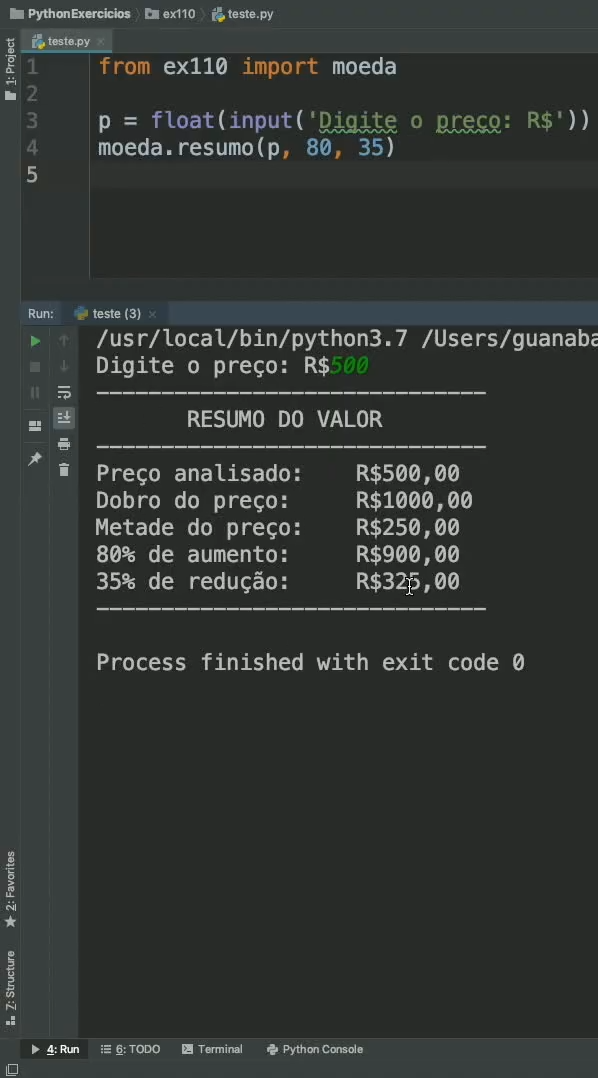 PythonExercicios ex110 teste.py
1: Project
teste.py
1 from ex110 import moeda
2
3 p = float(input('Digite o preço: R$'))
4 moeda.resumo(p, 80, 35)
5
Run: teste (3)
/usr/local/bin/python3.7 /Users/guanaba
Digite o preço: R$500
------------------------------
RESUMO DO VALOR
------------------------------
Preço analisado: R$500,00
Dobro do preço: R$1000,00
Metade do preço: R$250,00
80% de aumento: R$900,00
35% de redução: R$325,00
------------------------------
Process finished with exit code 0
2: Favorites
Z: Structure
4: Run 6: TODO Terminal Python Console